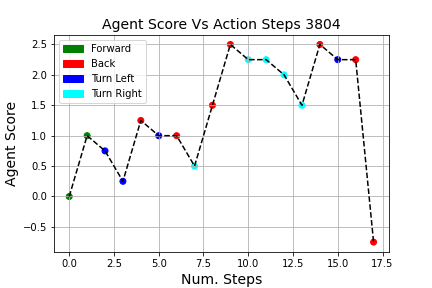 Agent Score Vs Action Steps 3804
Forward
Back
Turn Left
Turn Right
Agent Score
2.5
2.0
1.5
1.0
0.5
0.0
−0.5
0.0 2.5 5.0 7.5 10.0 12.5 15.0 17.5
Num. Steps